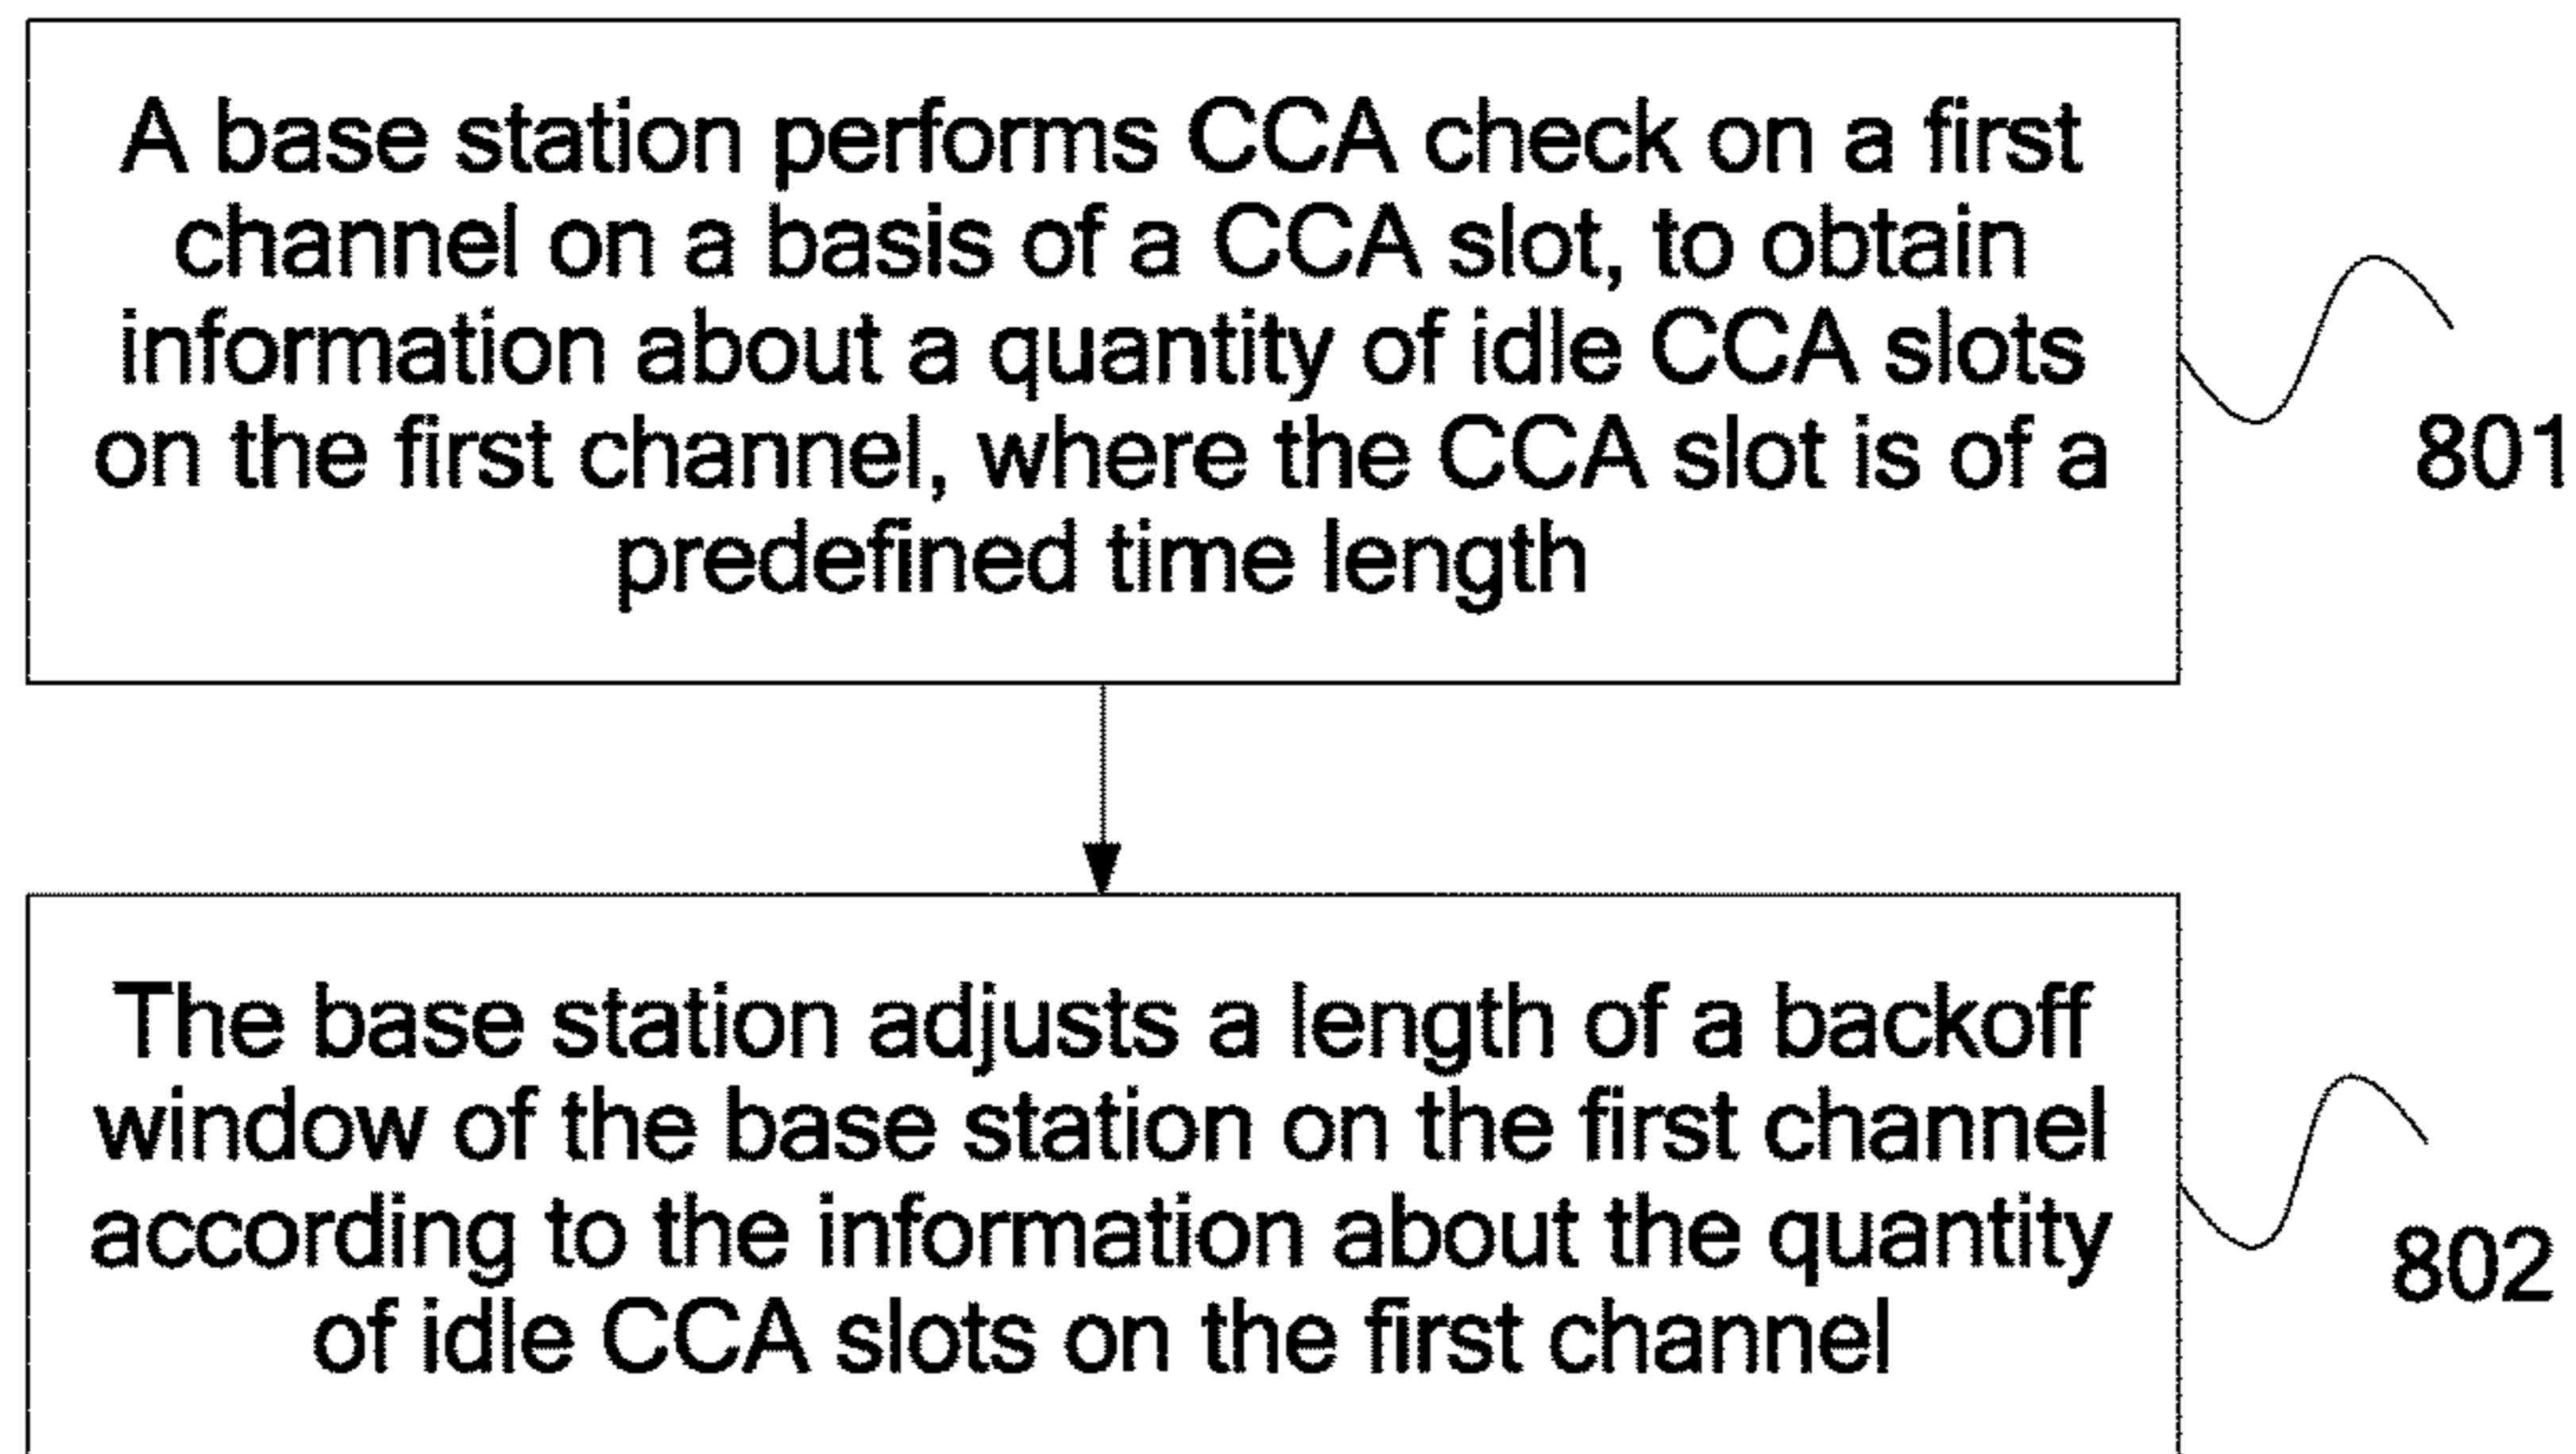 A base station performs CCA check on a first
channel on a basis of a CCA slot, to obtain
information about a quantity of idle CCA slots
on the first channel, where the CCA slot is of a
predefined time length
801
The base station adjusts a length of a backoff
window of the base station on the first channel
according to the information about the quantity
of idle CCA slots on the first channel
802